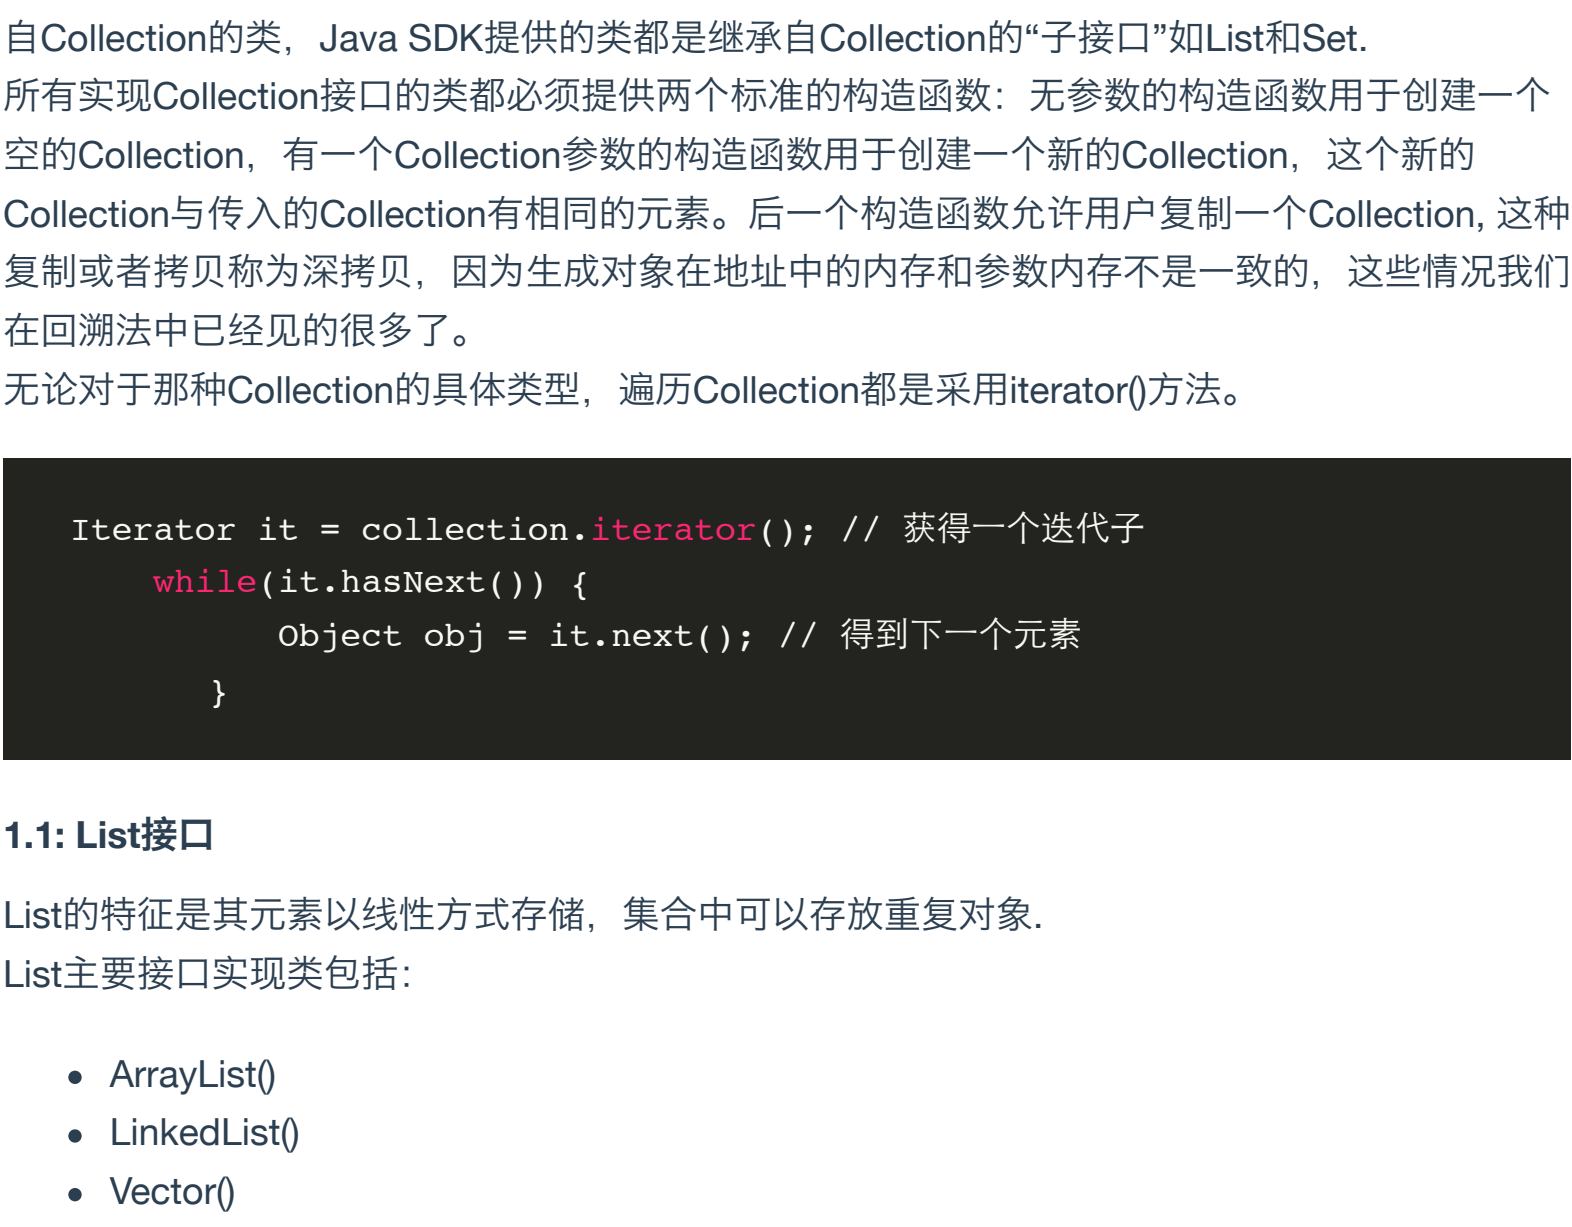 自Collection的类，Java SDK提供的类都是继承自Collection的“子接口”如List和Set.
所有实现Collection接口的类都必须提供两个标准的构造函数：无参数的构造函数用于创建一个
空的Collection，有一个Collection参数的构造函数用于创建一个新的Collection，这个新的
Collection与传入的Collection有相同的元素。后一个构造函数允许用户复制一个Collection, 这种
复制或者拷贝称为深拷贝，因为生成对象在地址中的内存和参数内存不是一致的，这些情况我们
在回溯法中已经见的很多了。
无论对于那种Collection的具体类型，遍历Collection都是采用iterator()方法。
Iterator it = collection.iterator(); // 获得一个迭代子
while(it.hasNext()) {
Object obj = it.next(); // 得到下一个元素
}
1.1: List接口
List的特征是其元素以线性方式存储，集合中可以存放重复对象.
List主要接口实现类包括：
• ArrayList()
• LinkedList()
• Vector()